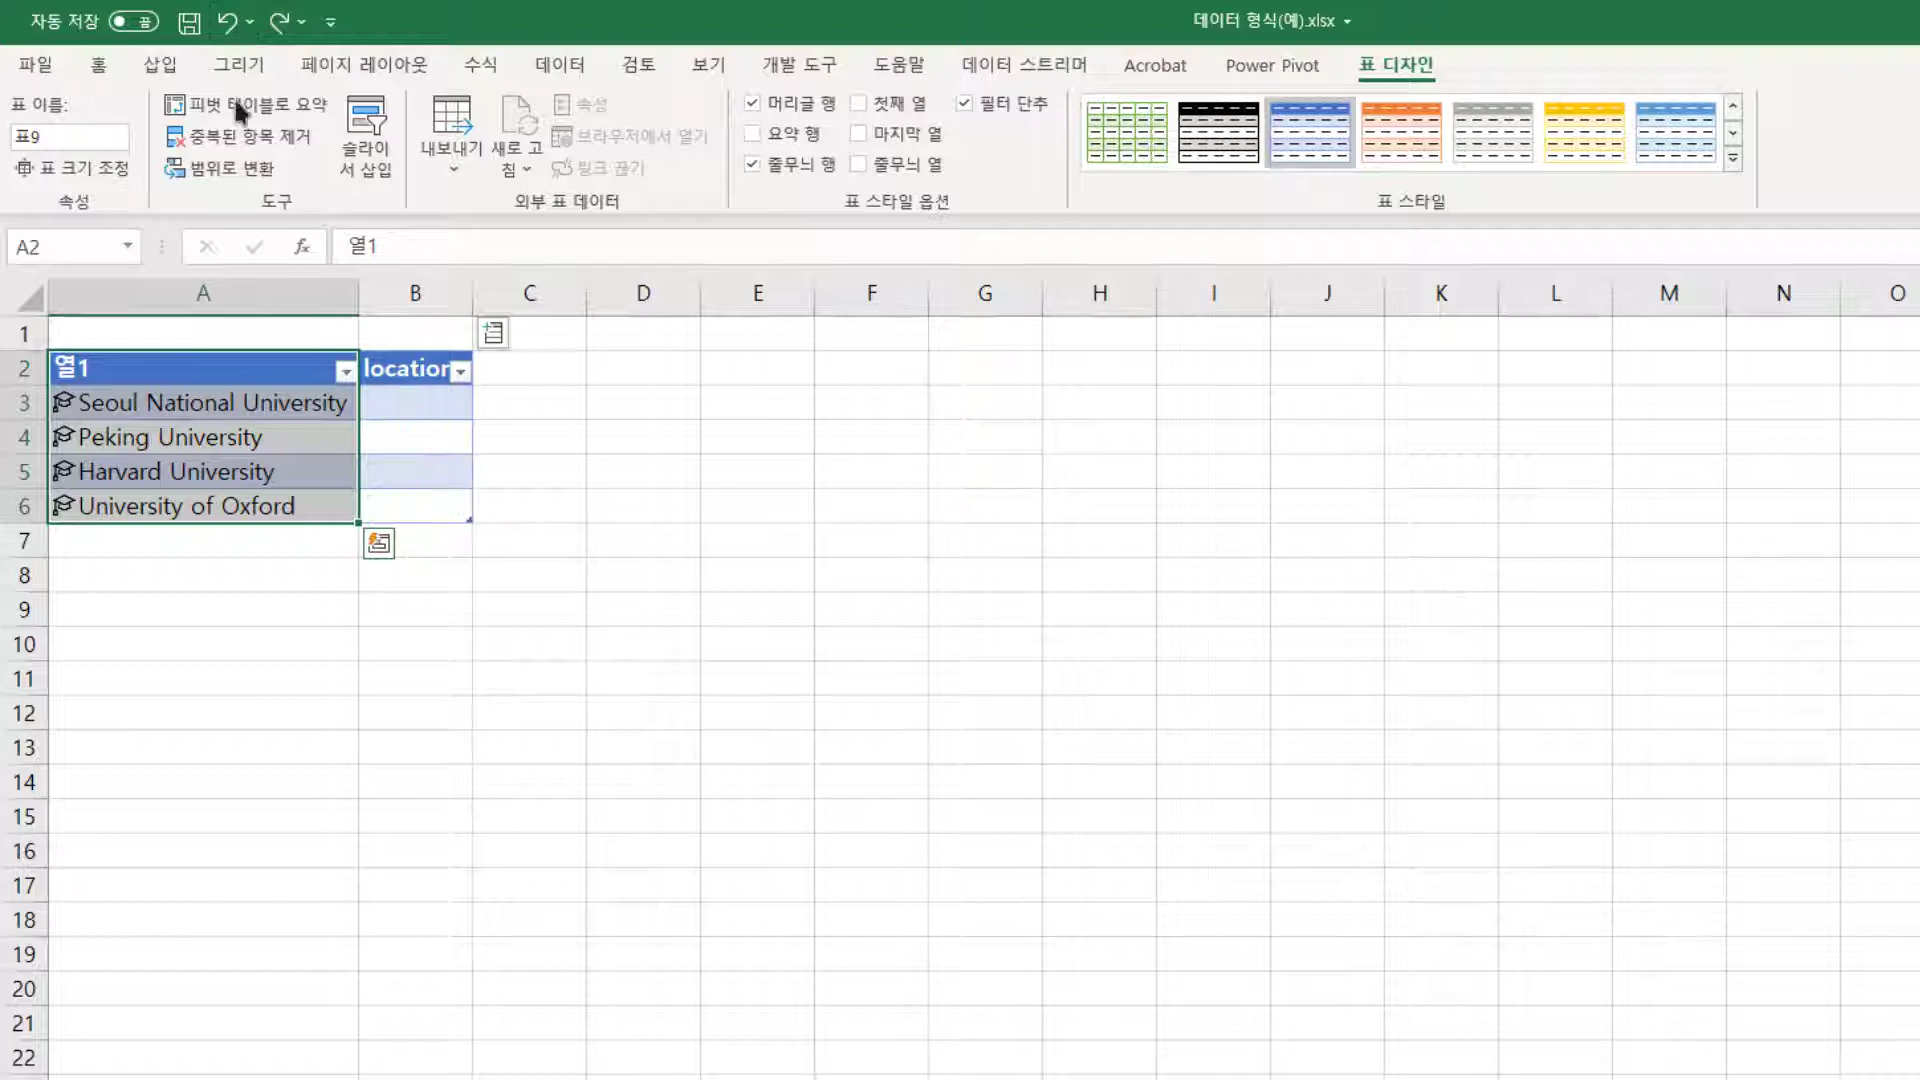 자동 저장 끔
데이터 형식(예).xlsx
파일 홈 삽입 그리기 페이지 레이아웃 수식 데이터 검토 보기 개발 도구 도움말 데이터 스트리머 Acrobat Power Pivot 표 디자인
표 이름:
표9
표 크기 조정
속성
피벗 테이블로 요약
중복된 항목 제거
범위로 변환
슬라이
서 삽입
도구
내보내기
새로 고
침
속성
브라우저에서 열기
링크 끊기
외부 표 데이터
머리글 행 첫째 열 필터 단추
요약 행 마지막 열
줄무늬 행 줄무늬 열
표 스타일 옵션
표 스타일
A2 fx 열1
A B C D E F G H I J K L M N O
1
2 열1 location
3 Seoul National University
4 Peking University
5 Harvard University
6 University of Oxford
7
8
9
10
11
12
13
14
15
16
17
18
19
20
21
22